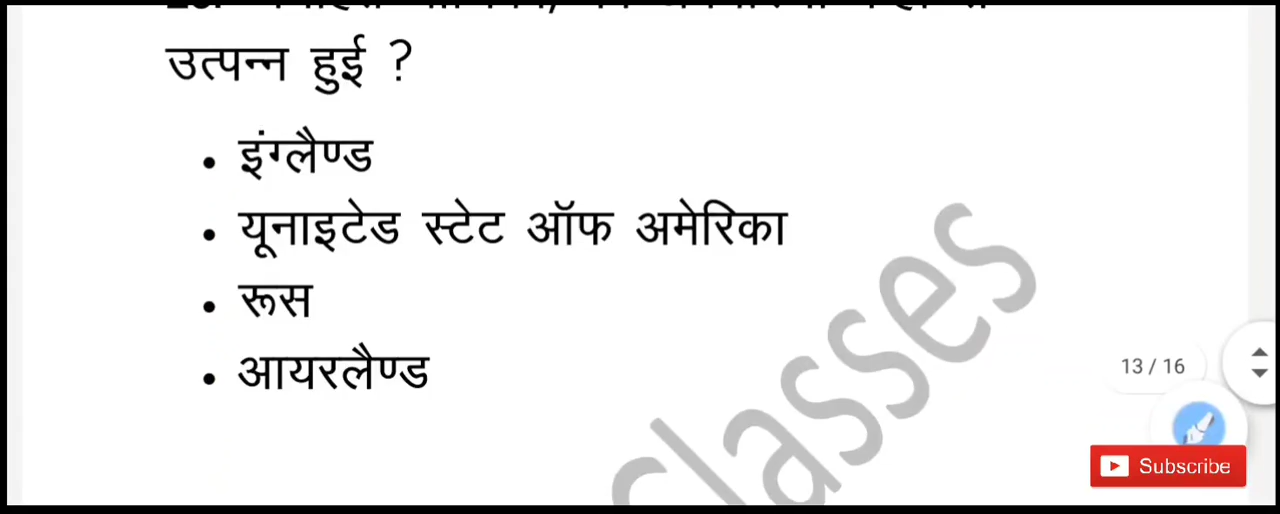 उत्पन्न हुई ?
• इंग्लैण्ड
• यूनाइटेड स्टेट ऑफ अमेरिका
• रूस
• आयरलैण्ड
classes
13 / 16
Subscribe